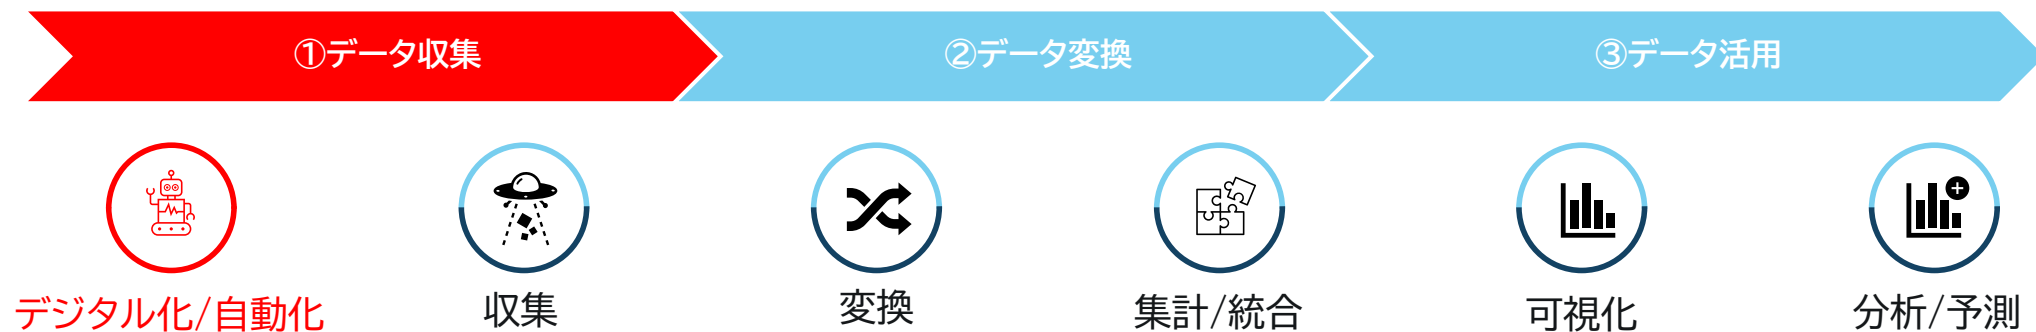 ①データ収集
②データ変換
③データ活用
デジタル化/自動化
収集
変換
集計/統合
可視化
分析/予測